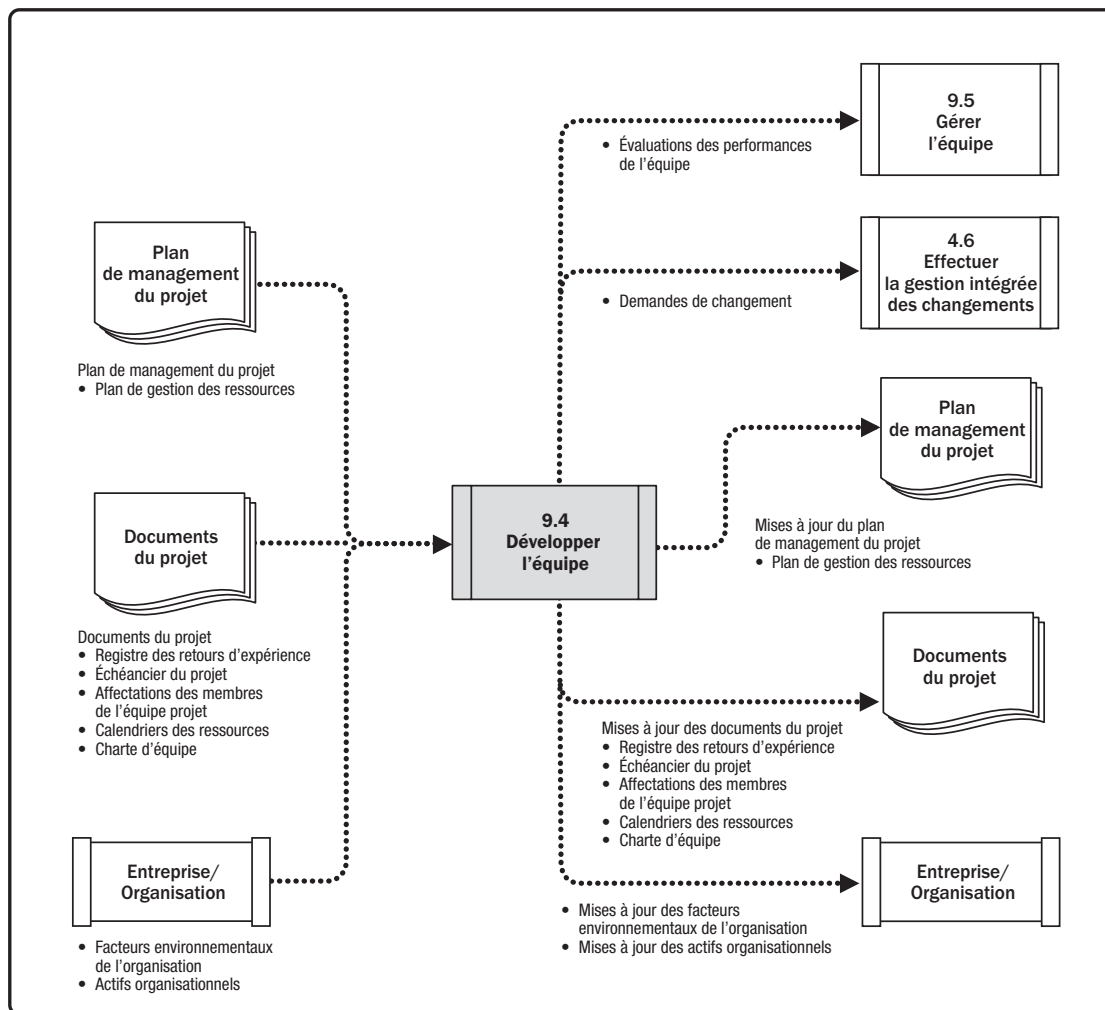 Plan
de management
du projet
Plan de management du projet
• Plan de gestion des ressources
Documents
du projet
Documents du projet
• Registre des retours d’expérience
• Échéancier du projet
• Affectations des membres
de l’équipe projet
• Calendriers des ressources
• Charte d’équipe
Entreprise/
Organisation
• Facteurs environnementaux
de l’organisation
• Actifs organisationnels
9.4
Développer
l’équipe
• Évaluations des performances
de l’équipe
9.5
Gérer
l’équipe
• Demandes de changement
4.6
Effectuer
la gestion intégrée
des changements
Plan
de management
du projet
Mises à jour du plan
de management du projet
• Plan de gestion des ressources
Documents
du projet
Mises à jour des documents du projet
• Registre des retours d’expérience
• Échéancier du projet
• Affectations des membres
de l’équipe projet
• Calendriers des ressources
• Charte d’équipe
Entreprise/
Organisation
• Mises à jour des facteurs
environnementaux de l’organisation
• Mises à jour des actifs organisationnels